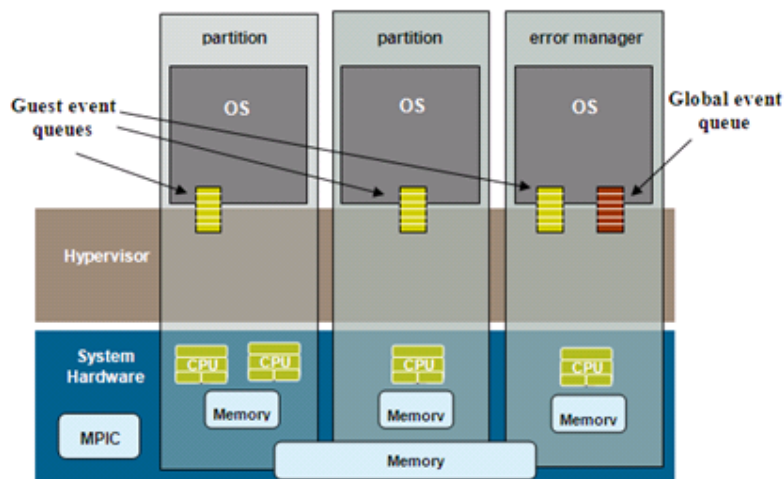 partition
partition
error manager
Guest event
queues
OS
OS
OS
Global event
queue
Hypervisor
System
Hardware
CPU
CPU
CPU
CPU
Memory
Memory
Memory
MPIC
Memory